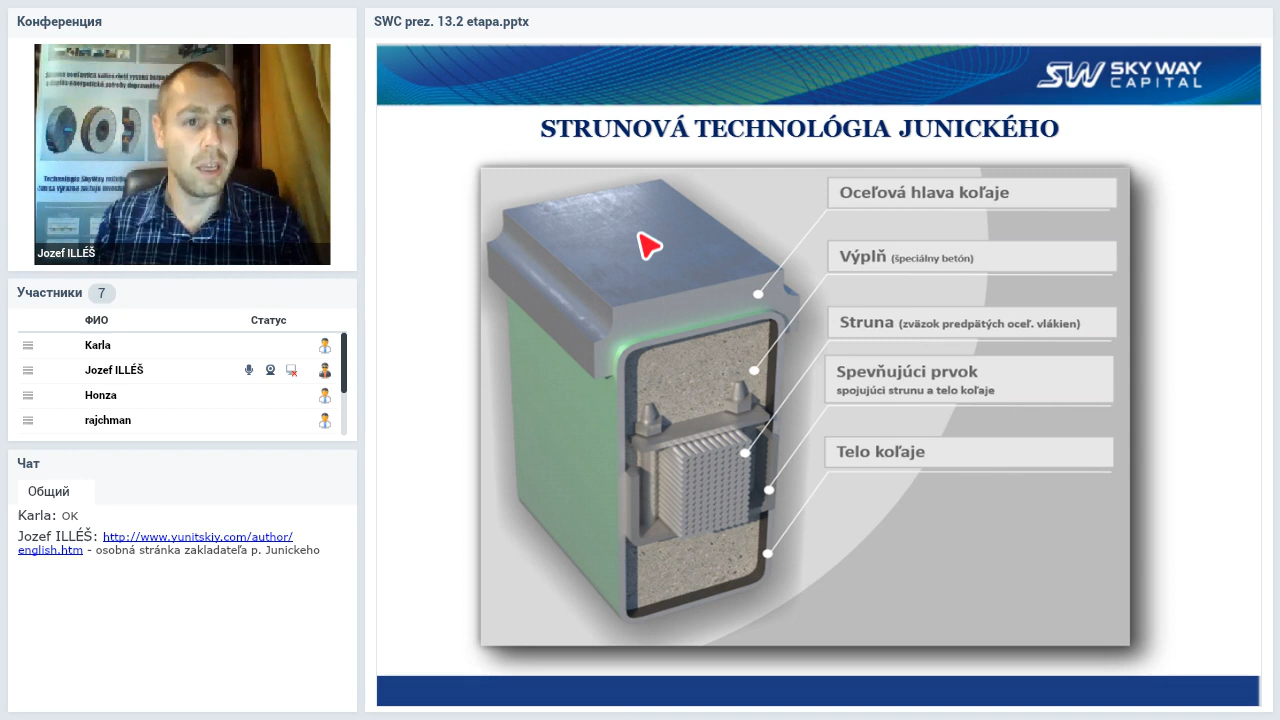 Конференция
Jozef ILLÉŠ
Участники 7
ФИО Статус
Karla
Jozef ILLÉŠ
Honza
rajchman
Чат
Общий
Karla: OK
Jozef ILLÉŠ: http://www.yunitskiy.com/author/
english.htm - osobná stránka zakladateľa p. Junickeho
SWC prez. 13.2 etapa.pptx
SW SKY WAY
CAPITAL
STRUNOVÁ TECHNOLÓGIA JUNICKÉHO
Oceľová hlava koľaje
Výplň (špeciálny betón)
Struna (zväzok predpätých oceľ. vlákien)
Spevňujúci prvok
spojujúci strunu a telo koľaje
Telo koľaje